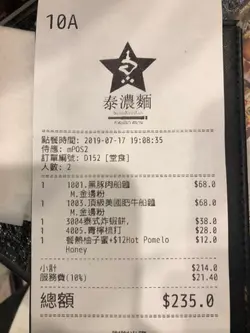 10A
泰濃麵
點餐時間: 2019-07-17 19:08:35
侍應: mPOS2
訂單編號: D152 [堂食]
人數: 2
1 1001.黑豚肉船麵 $68.0
M.金邊粉
1 1003.頂級美國肥牛船麵 $68.0
M.金邊粉
1 3004泰式炸蝦餅. $38.0
1 4005.青檸梳打 $28.0
1 餐熱柚子蜜+$12Hot Pomelo Honey $12.0
小計 $214.0
服務費(10%) $21.40
總額 $235.0